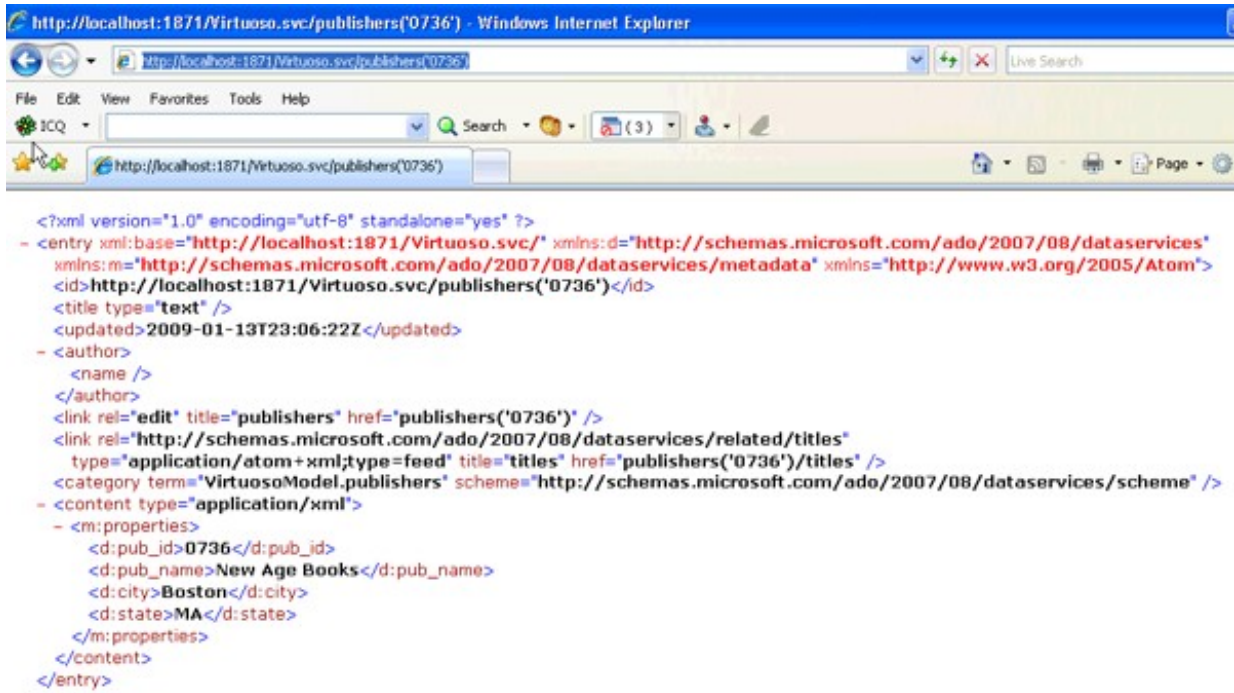 http://localhost:1871/Virtuoso.svc/publishers('0736') - Windows Internet Explorer
http://localhost:1871/Virtuoso.svc/publishers('0736')
Live Search
File Edit View Favorites Tools Help
ICQ Search (3)
http://localhost:1871/Virtuoso.svc/publishers('0736') Page
<?xml version="1.0" encoding="utf-8" standalone="yes" ?>
- <entry xml:base="http://localhost:1871/Virtuoso.svc/" xmlns:d="http://schemas.microsoft.com/ado/2007/08/dataservices"
xmlns:m="http://schemas.microsoft.com/ado/2007/08/dataservices/metadata" xmlns="http://www.w3.org/2005/Atom">
<id>http://localhost:1871/Virtuoso.svc/publishers('0736')</id>
<title type="text" />
<updated>2009-01-13T23:06:22Z</updated>
- <author>
<name />
</author>
<link rel="edit" title="publishers" href="publishers('0736')" />
<link rel="http://schemas.microsoft.com/ado/2007/08/dataservices/related/titles"
type="application/atom+xml;type=feed" title="titles" href="publishers('0736')/titles" />
<category term="VirtuosoModel.publishers" scheme="http://schemas.microsoft.com/ado/2007/08/dataservices/scheme" />
- <content type="application/xml">
- <m:properties>
<d:pub_id>0736</d:pub_id>
<d:pub_name>New Age Books</d:pub_name>
<d:city>Boston</d:city>
<d:state>MA</d:state>
</m:properties>
</content>
</entry>